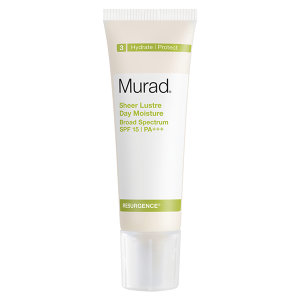 3 Hydrate | Protect
Murad.
Sheer Lustre
Day Moisture
Broad Spectrum
SPF 15 | PA+++
RESURGENCE®